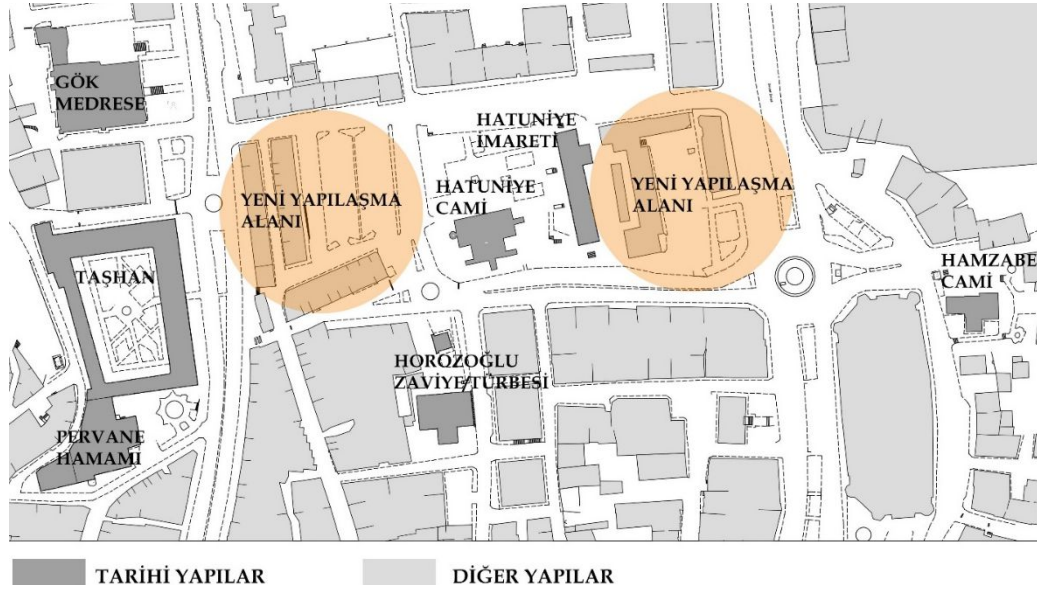 GÖK
MEDRESE
HATUNİYE
İMARETİ
YENİ YAPILAŞMA
ALANI
HATUNİYE
CAMİ
YENİ YAPILAŞMA
ALANI
TAŞHAN
HAMZABE
CAMİ
HOROZOĞLU
ZAVİYE/TÜRBESİ
PERVANE
HAMAMI
TARİHİ YAPILAR
DİĞER YAPILAR